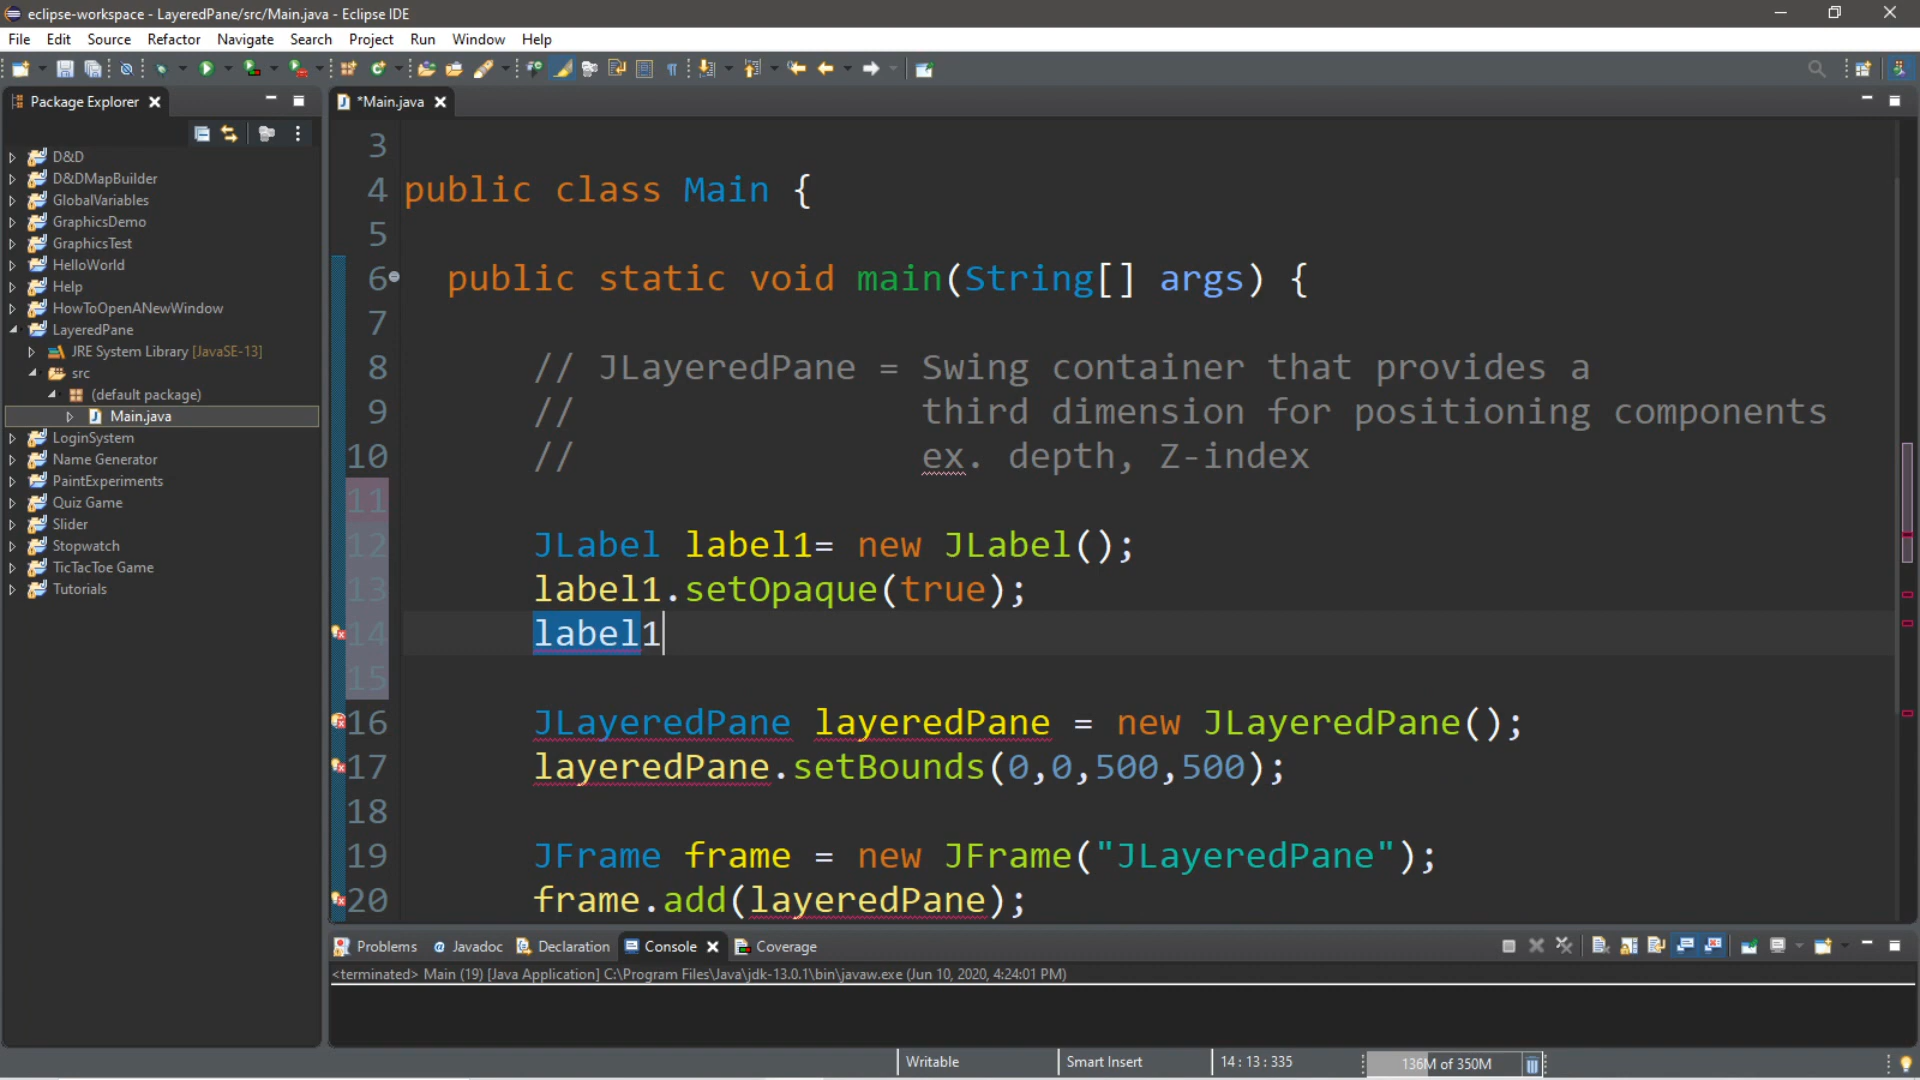 eclipse-workspace - LayeredPane/src/Main.java - Eclipse IDE
File Edit Source Refactor Navigate Search Project Run Window Help
Package Explorer
*Main.java
D&D
D&DMapBuilder
GlobalVariables
GraphicsDemo
GraphicsTest
HelloWorld
Help
HowToOpenANewWindow
LayeredPane
JRE System Library [JavaSE-13]
src
(default package)
Main.java
LoginSystem
Name Generator
PaintExperiments
Quiz Game
Slider
Stopwatch
TicTacToe Game
Tutorials
3
4 public class Main {
5
6 public static void main(String[] args) {
7
8 // JLayeredPane = Swing container that provides a
9 // third dimension for positioning components
10 // ex. depth, Z-index
11
12 JLabel label1= new JLabel();
13 label1.setOpaque(true);
14 label1
15
16 JLayeredPane layeredPane = new JLayeredPane();
17 layeredPane.setBounds(0,0,500,500);
18
19 JFrame frame = new JFrame("JLayeredPane");
20 frame.add(layeredPane);
Problems @ Javadoc Declaration Console Coverage
<terminated> Main (19) [Java Application] C:\Program Files\Java\jdk-13.0.1\bin\javaw.exe (Jun 10, 2020, 4:24:01 PM)
Writable Smart Insert 14 : 13 : 335 136M of 350M